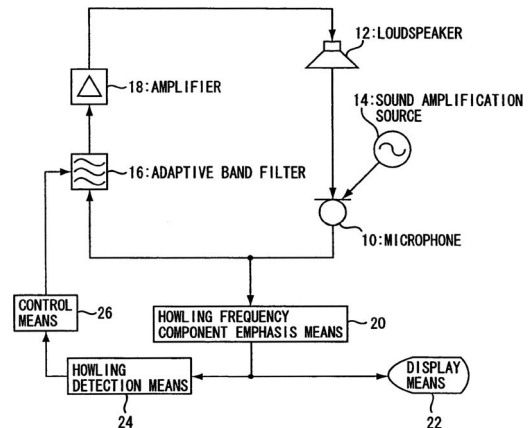 12:LOUDSPEAKER
18:AMPLIFIER
14:SOUND AMPLIFICATION
SOURCE
16:ADAPTIVE BAND FILTER
10:MICROPHONE
CONTROL
MEANS
26
HOWLING FREQUENCY
COMPONENT EMPHASIS MEANS
20
HOWLING
DETECTION MEANS
24
DISPLAY
MEANS
22